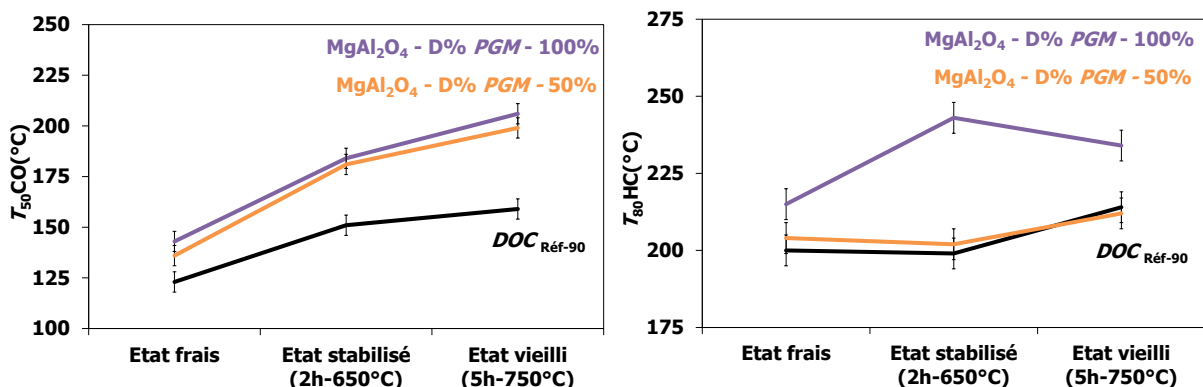 250
225
200
175
150
125
100
T₅₀CO(°C)
MgAl₂O₄ - D% PGM - 100%
MgAl₂O₄ - D% PGM - 50%
DOC Réf-90
Etat frais
Etat stabilisé
(2h-650°C)
Etat vieilli
(5h-750°C)
275
250
225
200
175
T₈₀HC(°C)
MgAl₂O₄ - D% PGM - 100%
MgAl₂O₄ - D% PGM - 50%
DOC Réf-90
Etat frais
Etat stabilisé
(2h-650°C)
Etat vieilli
(5h-750°C)